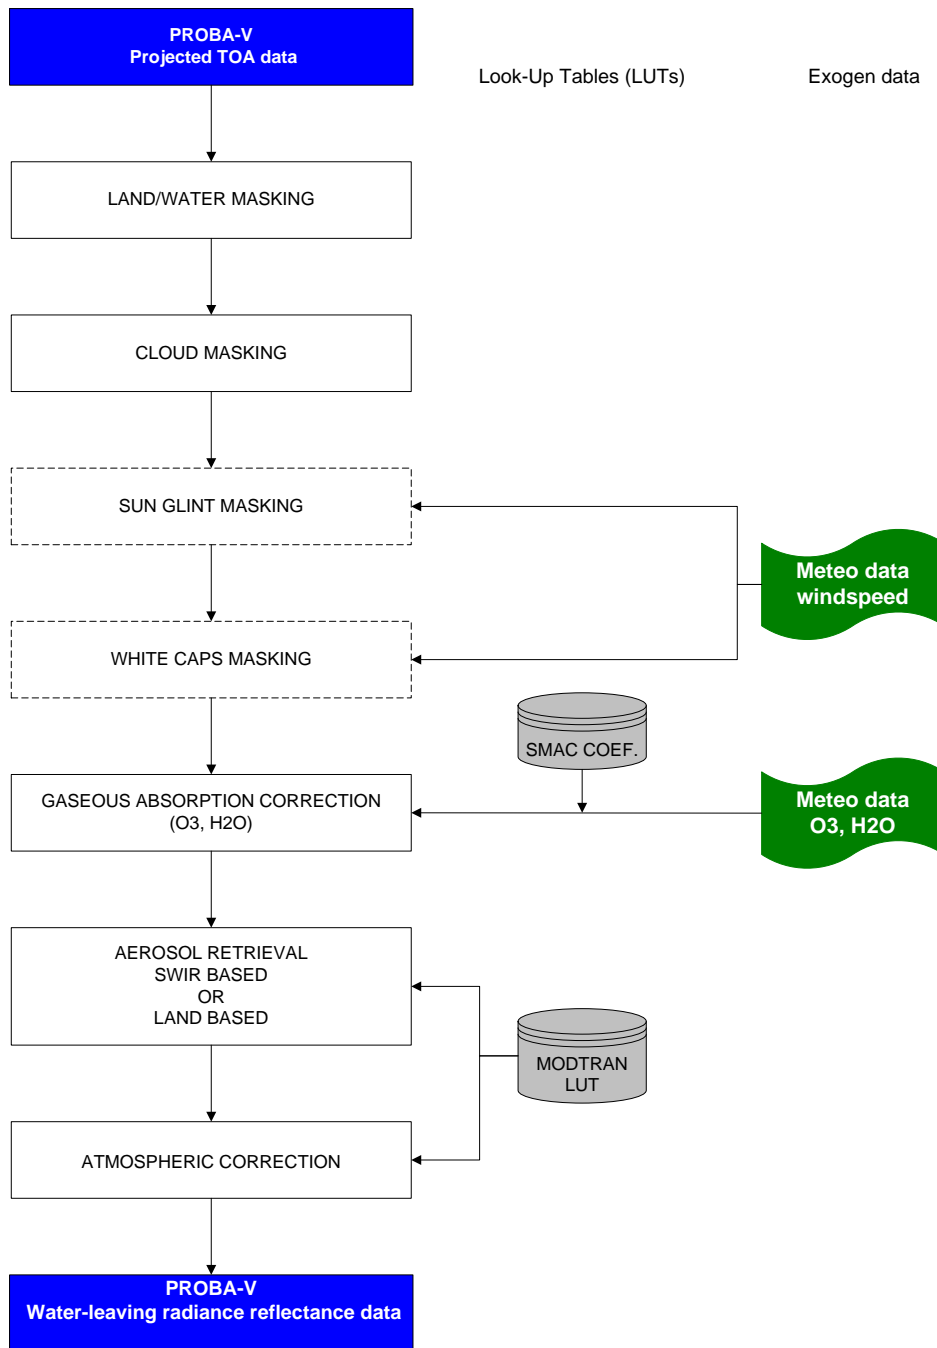 PROBA-V
Projected TOA data
Look-Up Tables (LUTs)
Exogen data
LAND/WATER MASKING
CLOUD MASKING
SUN GLINT MASKING
Meteo data
windspeed
WHITE CAPS MASKING
SMAC COEF.
GASEOUS ABSORPTION CORRECTION
(O3, H2O)
Meteo data
O3, H2O
AEROSOL RETRIEVAL
SWIR BASED
OR
LAND BASED
MODTRAN
LUT
ATMOSPHERIC CORRECTION
PROBA-V
Water-leaving radiance reflectance data